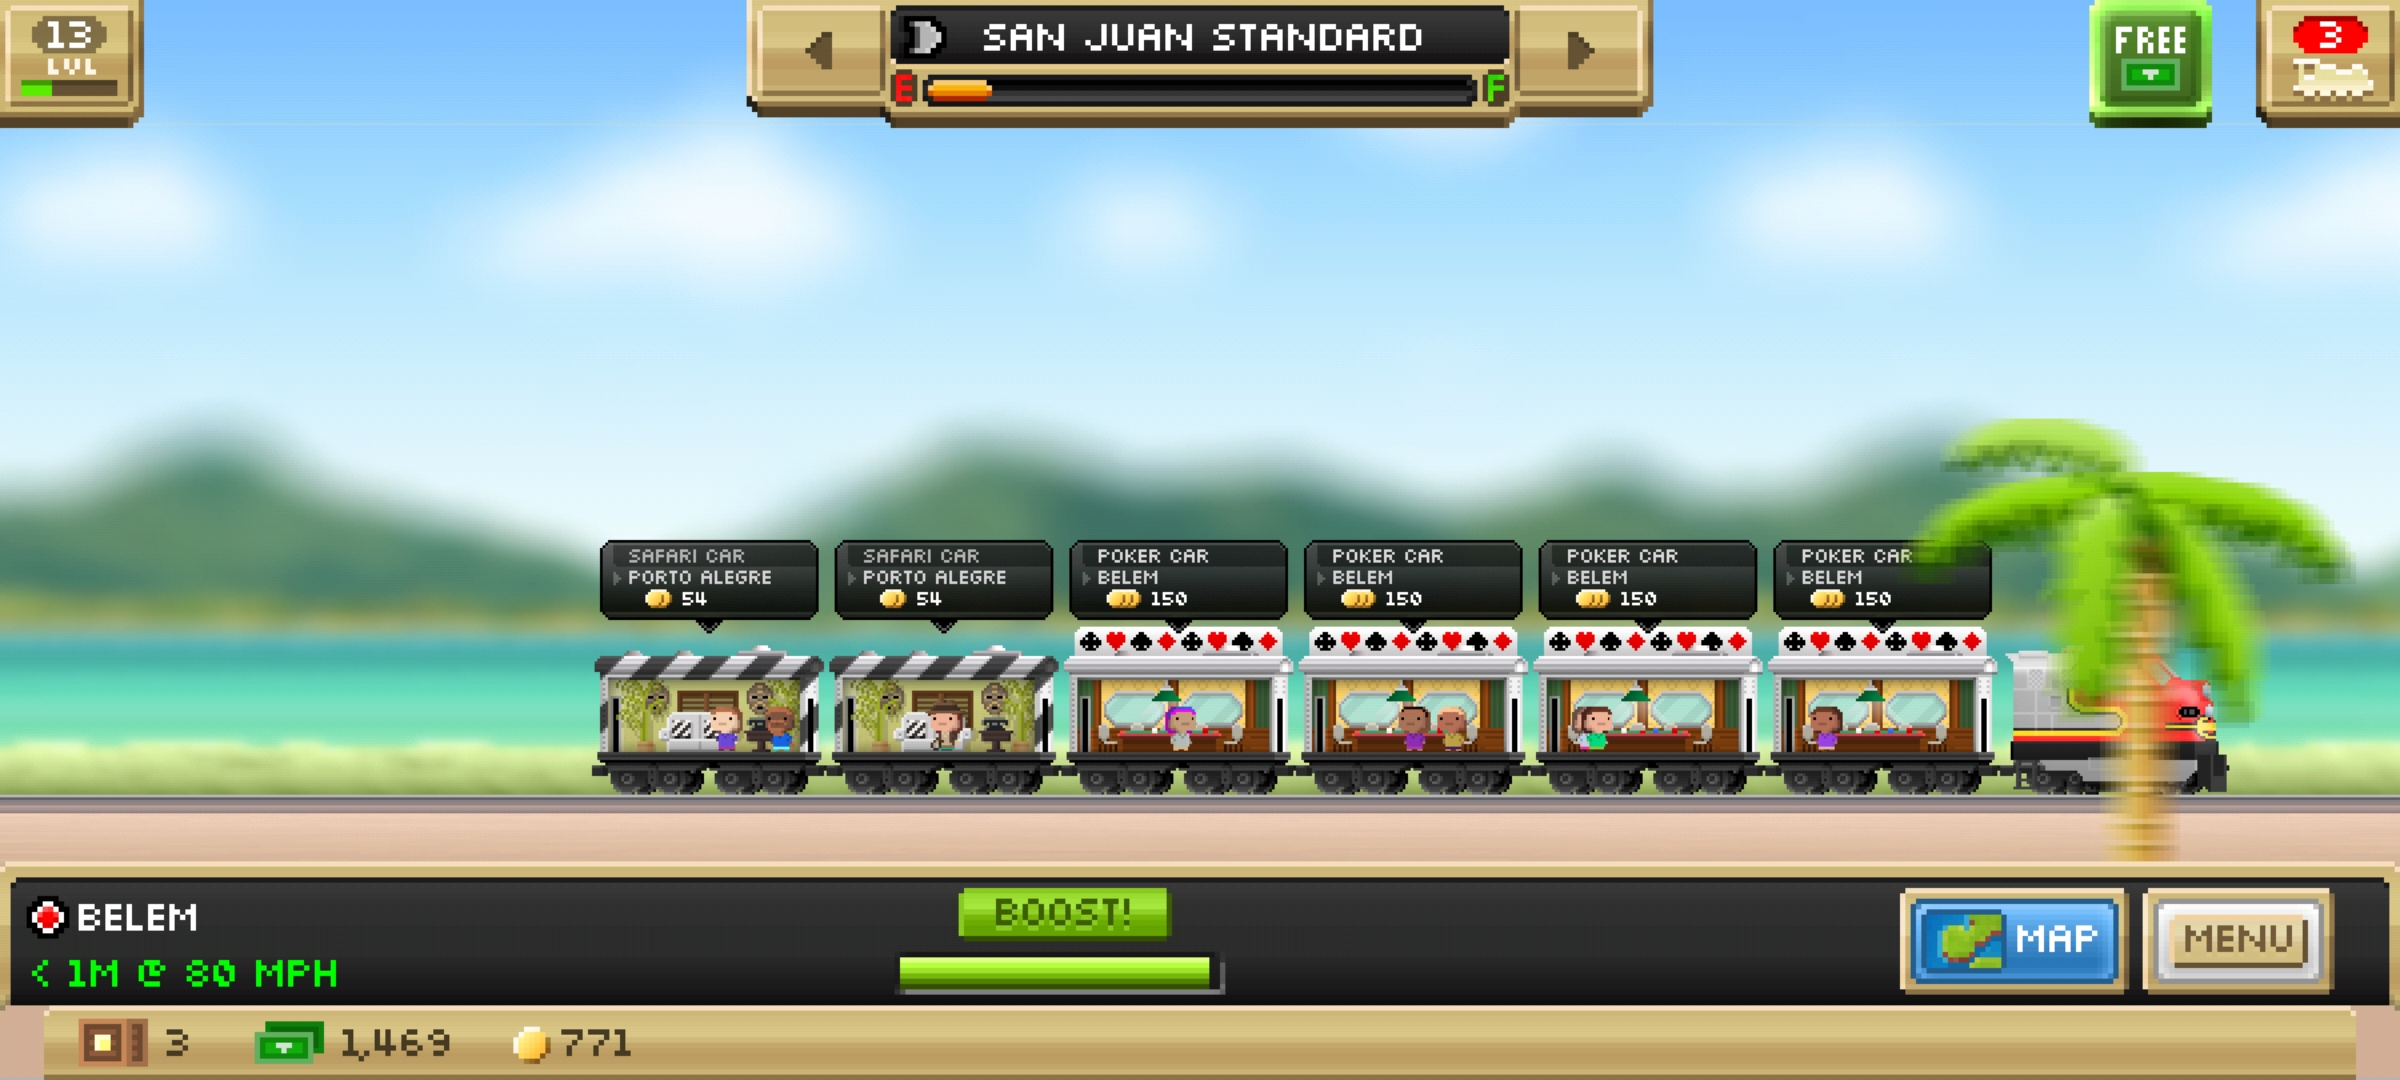 13
LVL
SAN JUAN STANDARD
E
F
FREE
3
SAFARI CAR
PORTO ALEGRE
54
SAFARI CAR
PORTO ALEGRE
54
POKER CAR
BELEM
150
POKER CAR
BELEM
150
POKER CAR
BELEM
150
POKER CAR
BELEM
150
BELEM
< 1M @ 80 MPH
BOOST!
MAP
MENU
3
1,469
771